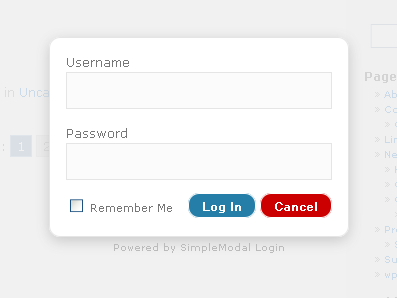 Username
Password
Remember Me Log In Cancel
Powered by SimpleModal Login
in Unca
: 1 2
Page
» Ab
» Co
» Lin
» Ne
» Pr
» S
» Su
» wp